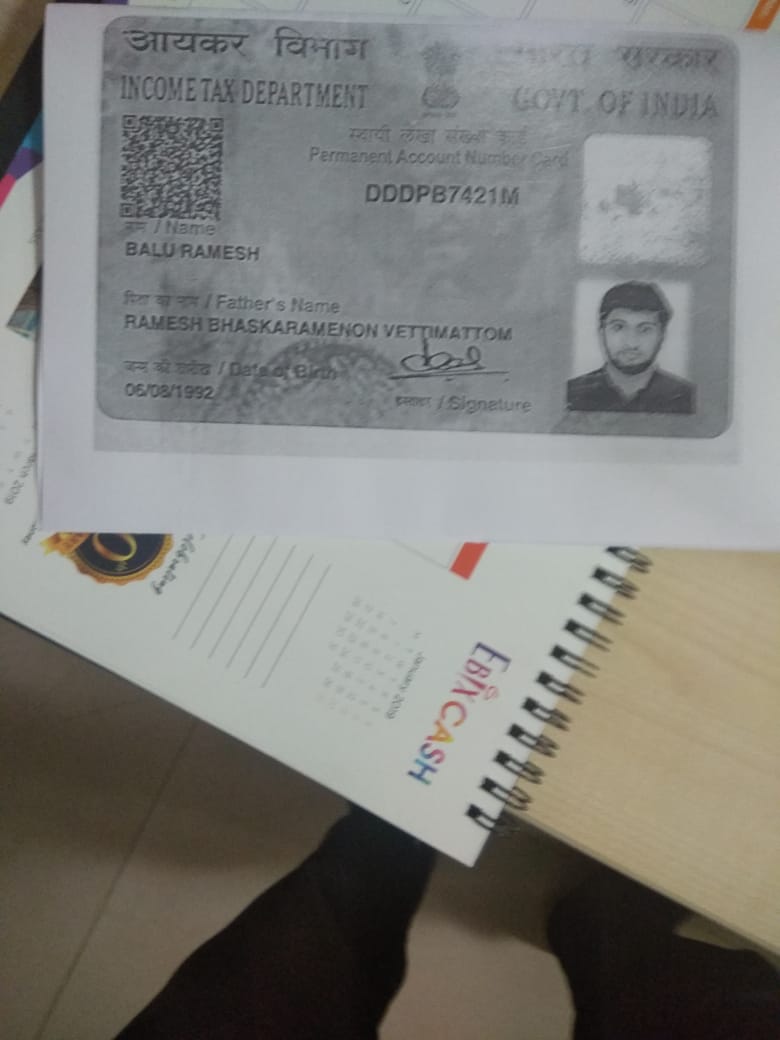 आयकर विभाग
भारत सरकार
INCOME TAX DEPARTMENT
GOVT. OF INDIA
स्थायी लेखा संख्या कार्ड
Permanent Account Number Card
DDDPB7421M
नाम / Name
BALU RAMESH
पिता का नाम / Father's Name
RAMESH BHASKARAMENON VETTIMATTOM
जन्म की तारीख / Date of Birth
06/08/1992
हस्ताक्षर / Signature
January 2019
EBIXCASH